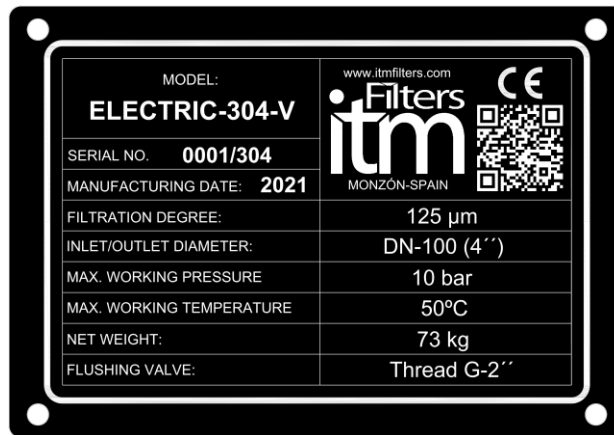 MODEL:
ELECTRIC-304-V
SERIAL NO. 0001/304
MANUFACTURING DATE: 2021
www.itmfilters.com
CE
Filters
itm
MONZÓN-SPAIN
FILTRATION DEGREE: 125 µm
INLET/OUTLET DIAMETER: DN-100 (4´´)
MAX. WORKING PRESSURE 10 bar
MAX. WORKING TEMPERATURE 50ºC
NET WEIGHT: 73 kg
FLUSHING VALVE: Thread G-2´´